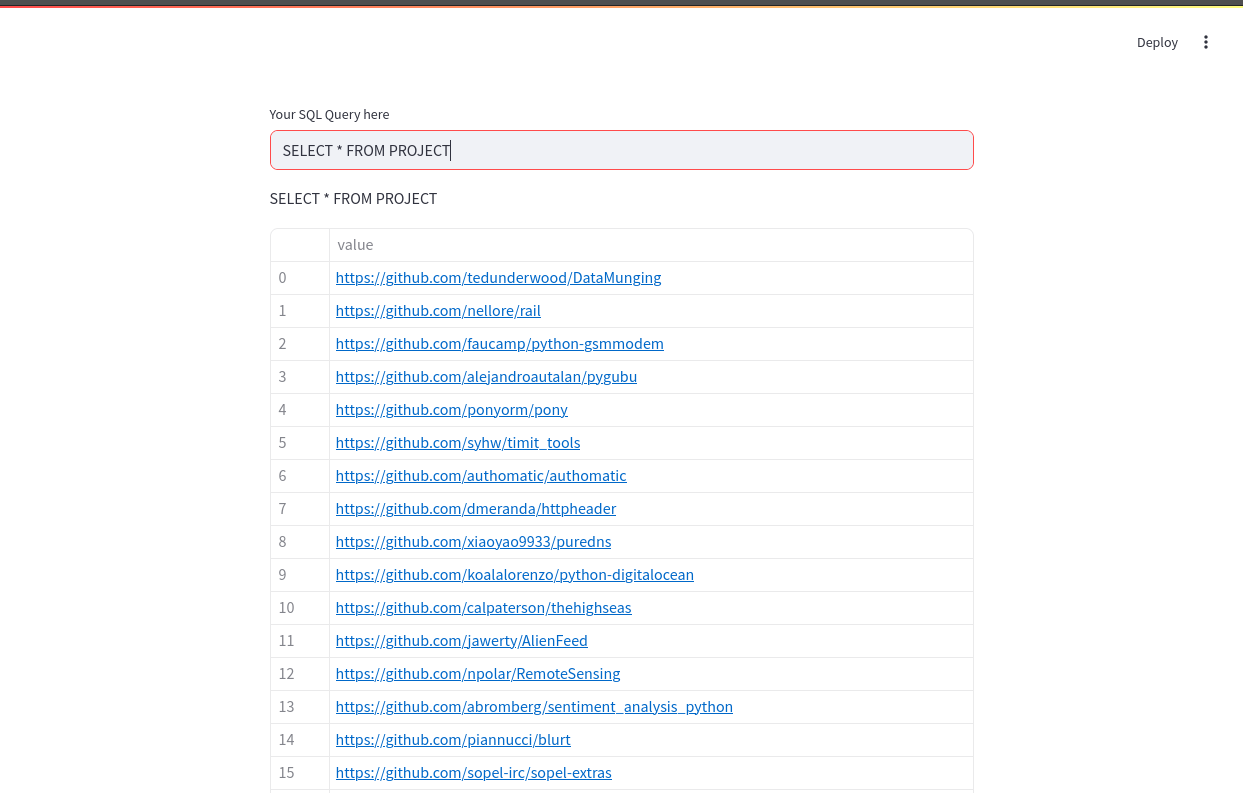 Deploy
Your SQL Query here
SELECT * FROM PROJECT
SELECT * FROM PROJECT
value
0 https://github.com/tedunderwood/DataMunging
1 https://github.com/nellore/rail
2 https://github.com/faucamp/python-gsmmodem
3 https://github.com/alejandroautalan/pygubu
4 https://github.com/ponyorm/pony
5 https://github.com/syhw/timit_tools
6 https://github.com/authomatic/authomatic
7 https://github.com/dmeranda/httpheader
8 https://github.com/xiaoyao9933/puredns
9 https://github.com/koalalorenzo/python-digitalocean
10 https://github.com/calpaterson/thehighseas
11 https://github.com/jawerty/AlienFeed
12 https://github.com/npolar/RemoteSensing
13 https://github.com/abromberg/sentiment_analysis_python
14 https://github.com/piannucci/blurt
15 https://github.com/sopel-irc/sopel-extras